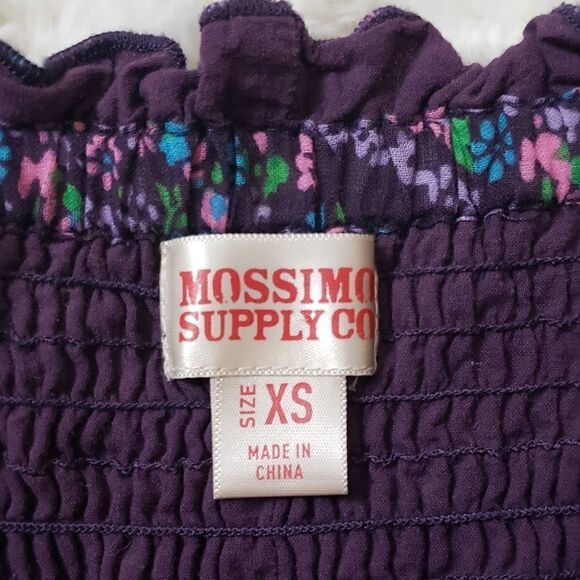 MOSSIMO
SUPPLY CO
SIZE XS
MADE IN
CHINA